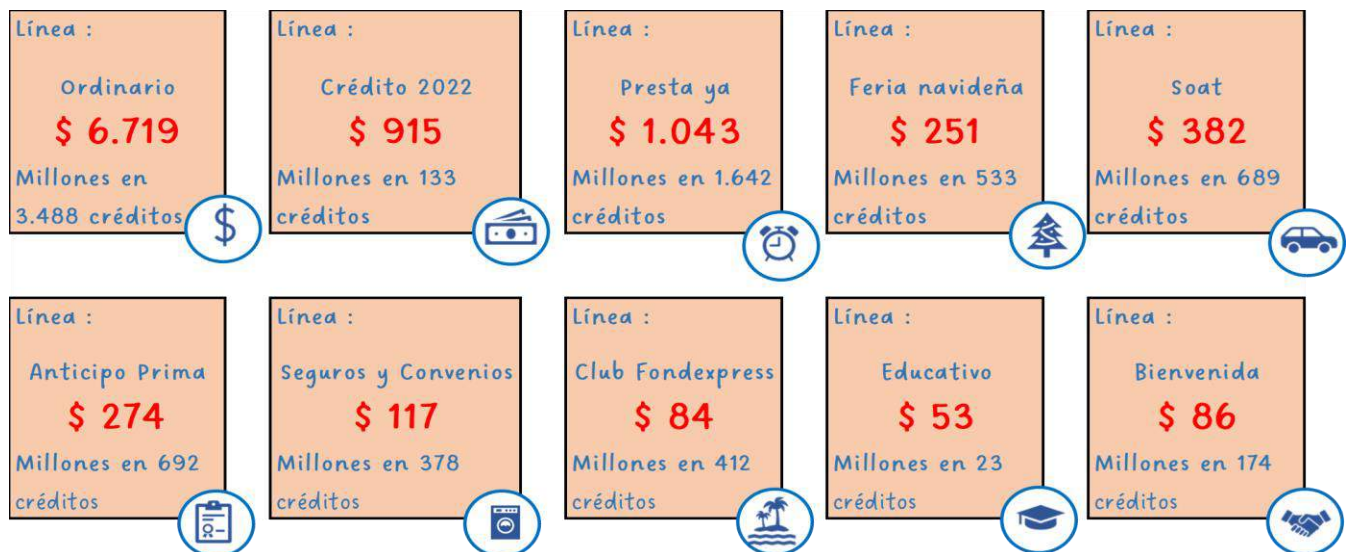 Línea :
Ordinario
$ 6.719
Millones en
3.488 créditos
$
Línea :
Crédito 2022
$ 915
Millones en 133
créditos
Línea :
Presta ya
$ 1.043
Millones en 1.642
créditos
Línea :
Feria navideña
$ 251
Millones en 533
créditos
Línea :
Soat
$ 382
Millones en 689
créditos
Línea :
Anticipo Prima
$ 274
Millones en 692
créditos
Línea :
Seguros y Convenios
$ 117
Millones en 378
créditos
Línea :
Club Fondexpress
$ 84
Millones en 412
créditos
Línea :
Educativo
$ 53
Millones en 23
créditos
Línea :
Bienvenida
$ 86
Millones en 174
créditos